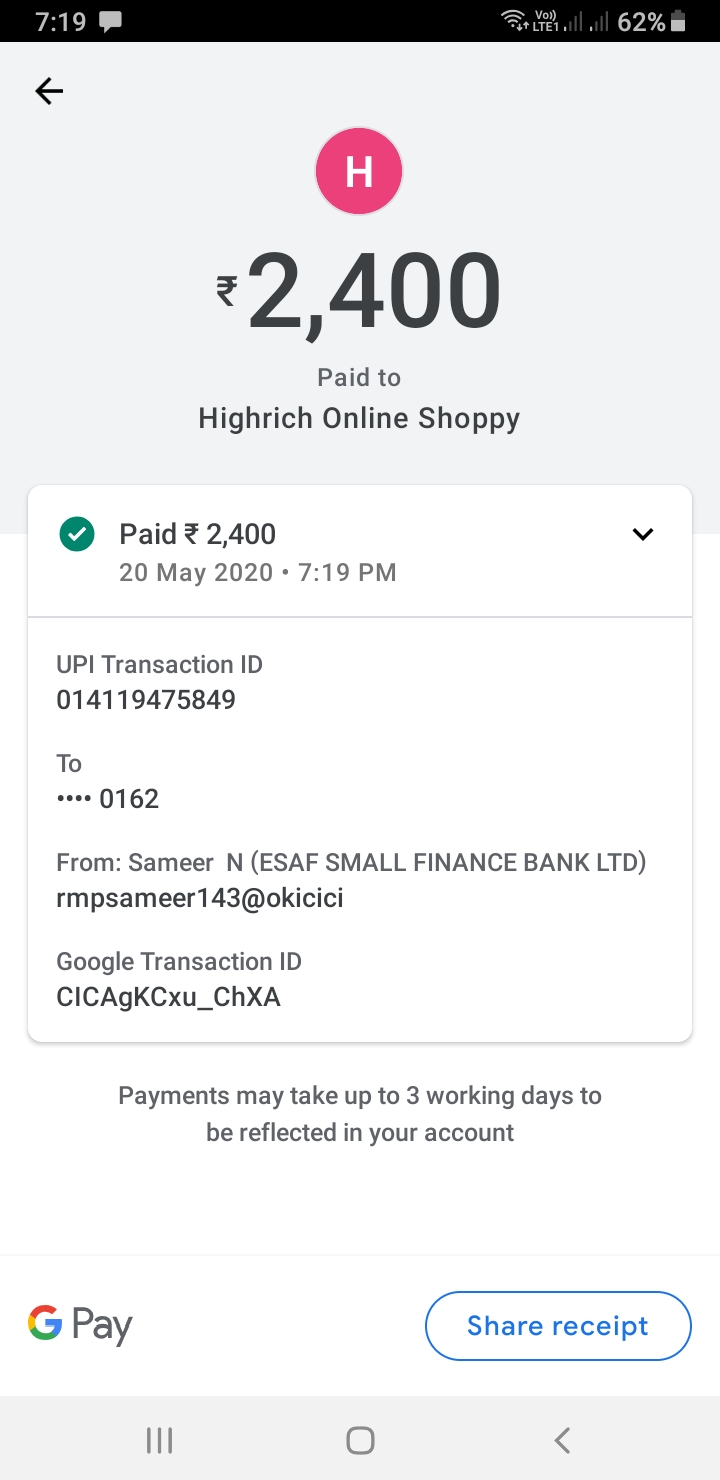 7:19
Vo)) LTE1 62%
H
₹2,400
Paid to
Highrich Online Shoppy
Paid ₹ 2,400
20 May 2020 • 7:19 PM
UPI Transaction ID
014119475849
To
•••• 0162
From: Sameer  N (ESAF SMALL FINANCE BANK LTD)
rmpsameer143@okicici
Google Transaction ID
CICAgKCxu_ChXA
Payments may take up to 3 working days to
be reflected in your account
G Pay
Share receipt